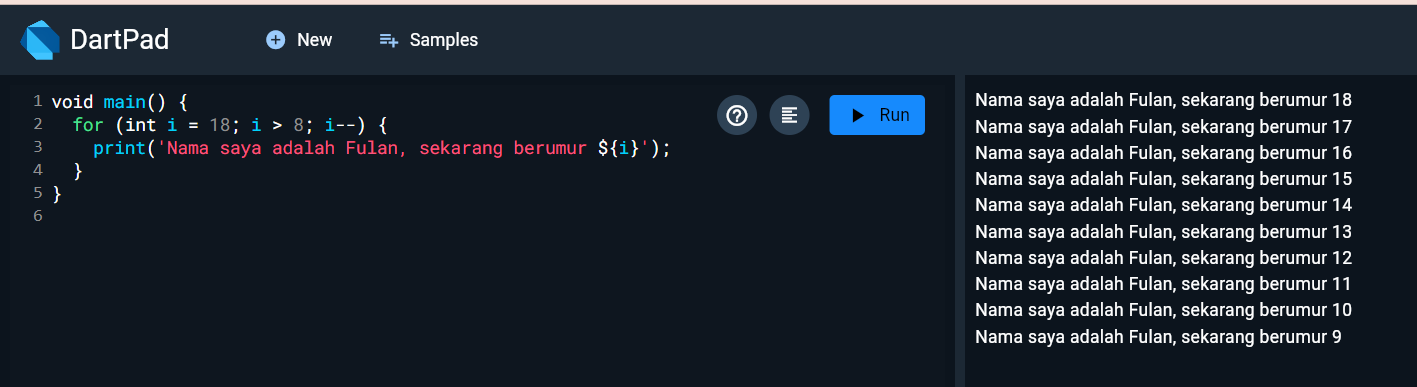 DartPad
New
Samples
1 void main() {
2 for (int i = 18; i > 8; i--) {
3 print('Nama saya adalah Fulan, sekarang berumur ${i}');
4 }
5 }
6
Run
Nama saya adalah Fulan, sekarang berumur 18
Nama saya adalah Fulan, sekarang berumur 17
Nama saya adalah Fulan, sekarang berumur 16
Nama saya adalah Fulan, sekarang berumur 15
Nama saya adalah Fulan, sekarang berumur 14
Nama saya adalah Fulan, sekarang berumur 13
Nama saya adalah Fulan, sekarang berumur 12
Nama saya adalah Fulan, sekarang berumur 11
Nama saya adalah Fulan, sekarang berumur 10
Nama saya adalah Fulan, sekarang berumur 9